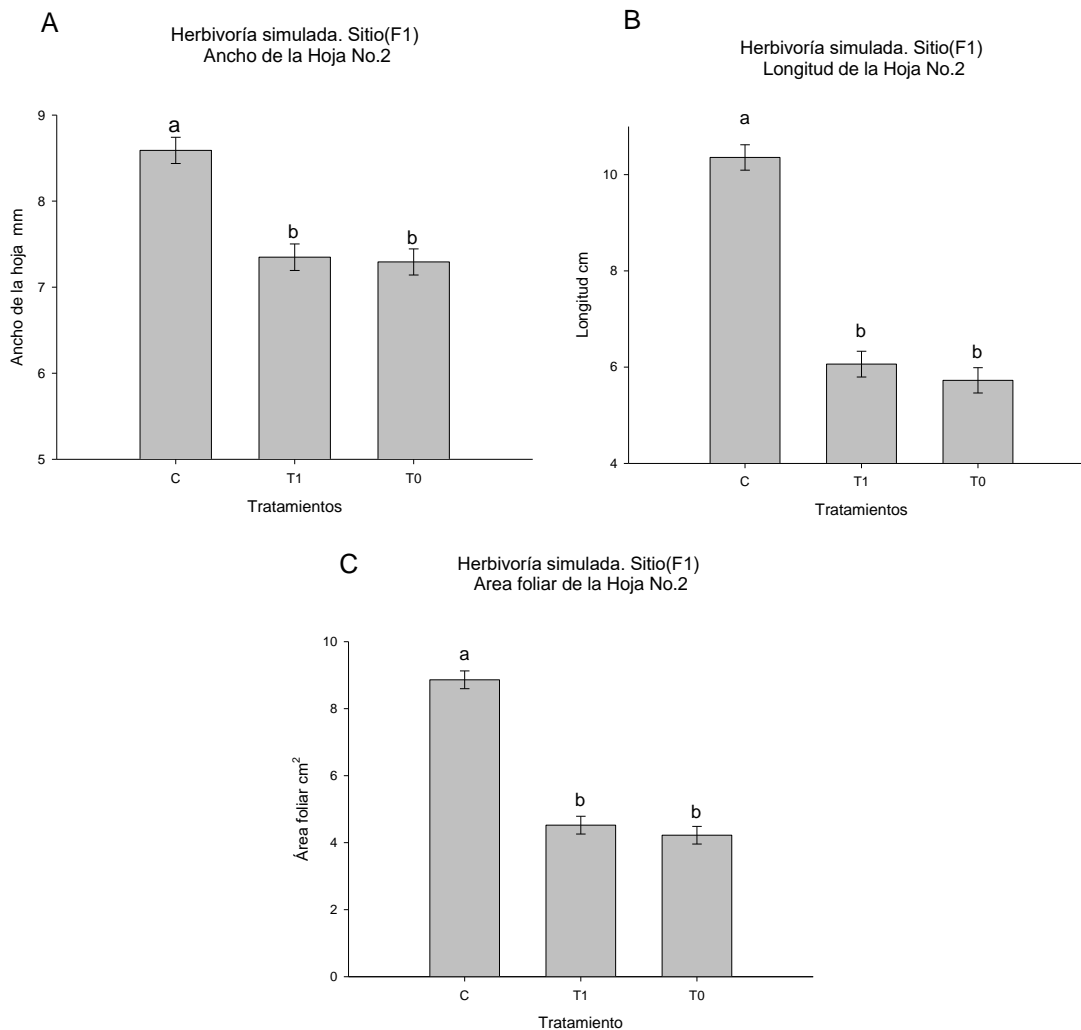 A
Herbivoría simulada. Sitio(F1)
Ancho de la Hoja No.2
Ancho de la hoja mm
9
8
7
6
5
a
b
b
C
T1
T0
Tratamientos
B
Herbivoría simulada. Sitio(F1)
Longitud de la Hoja No.2
Longitud cm
10
8
6
4
a
b
b
C
T1
T0
Tratamientos
C
Herbivoría simulada. Sitio(F1)
Area foliar de la Hoja No.2
Área foliar cm²
10
8
6
4
2
0
a
b
b
C
T1
T0
Tratamiento